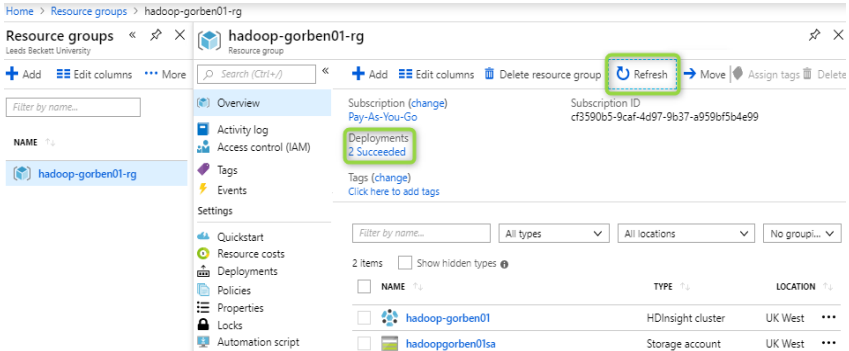 Home > Resource groups > hadoop-gorben01-rg
Resource groups
Leeds Beckett University
Add Edit columns More
Filter by name...
NAME
hadoop-gorben01-rg
hadoop-gorben01-rg
Resource group
Search (Ctrl+/)
Overview
Activity log
Access control (IAM)
Tags
Events
Settings
Quickstart
Resource costs
Deployments
Policies
Properties
Locks
Automation script
Add Edit columns Delete resource group Refresh Move Assign tags Delete
Subscription (change)
Pay-As-You-Go
Subscription ID
cf3590b5-9caf-4d97-9b37-a959bf5b4e99
Deployments
2 Succeeded
Tags (change)
Click here to add tags
Filter by name... All types All locations No groupi...
2 items Show hidden types
NAME TYPE LOCATION
hadoop-gorben01 HDInsight cluster UK West
hadoopgorben01sa Storage account UK West